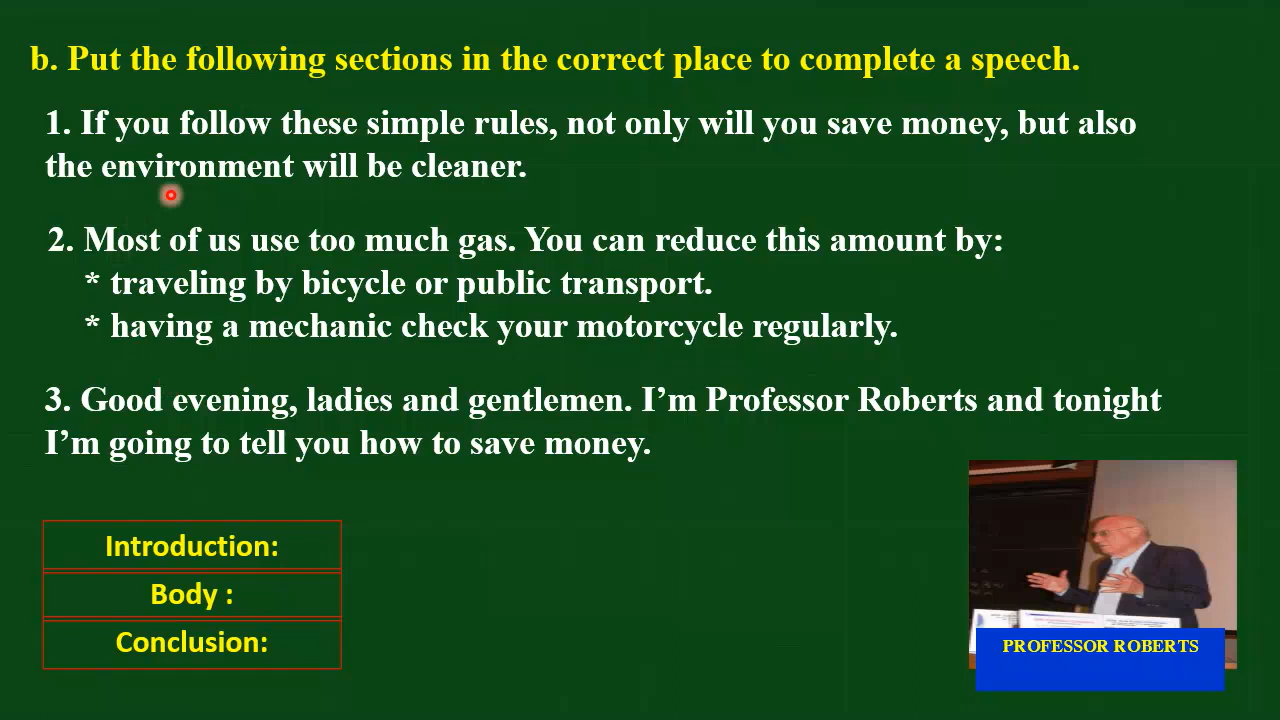 b. Put the following sections in the correct place to complete a speech.
1. If you follow these simple rules, not only will you save money, but also
the environment will be cleaner.
2. Most of us use too much gas. You can reduce this amount by:
* traveling by bicycle or public transport.
* having a mechanic check your motorcycle regularly.
3. Good evening, ladies and gentlemen. I’m Professor Roberts and tonight
I’m going to tell you how to save money.
Introduction:
Body :
Conclusion:
PROFESSOR ROBERTS